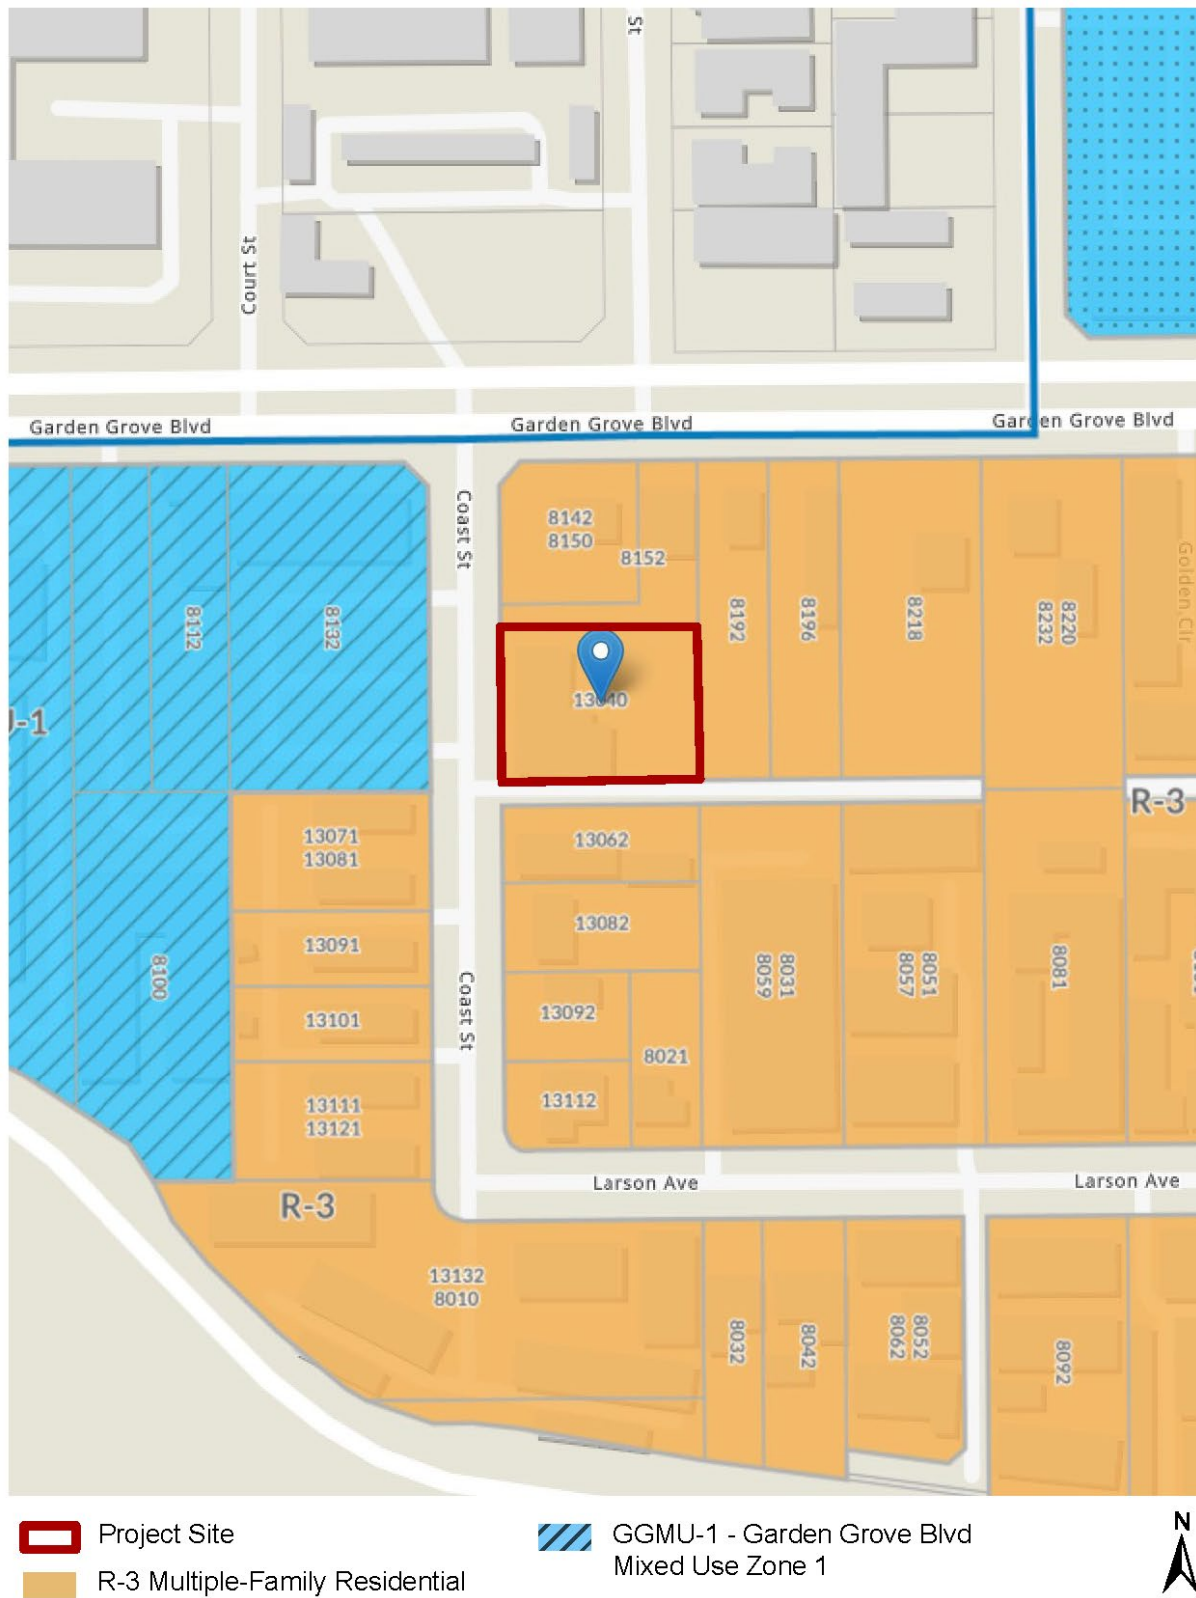 St
Court St
Garden Grove Blvd
Garden Grove Blvd
Garden Grove Blvd
Coast St
8142
8150
8152
8112
8132
8192
8196
8218
8220
8232
Golden Cir
13040
U-1
R-3
13071
13081
13062
13082
13091
8100
Coast St
13092
8059
8031
8057
8051
8081
13101
8021
13111
13121
13112
Larson Ave
Larson Ave
R-3
13132
8010
8032
8042
8062
8052
8092
Project Site
R-3 Multiple-Family Residential
GGMU-1 - Garden Grove Blvd
Mixed Use Zone 1
N